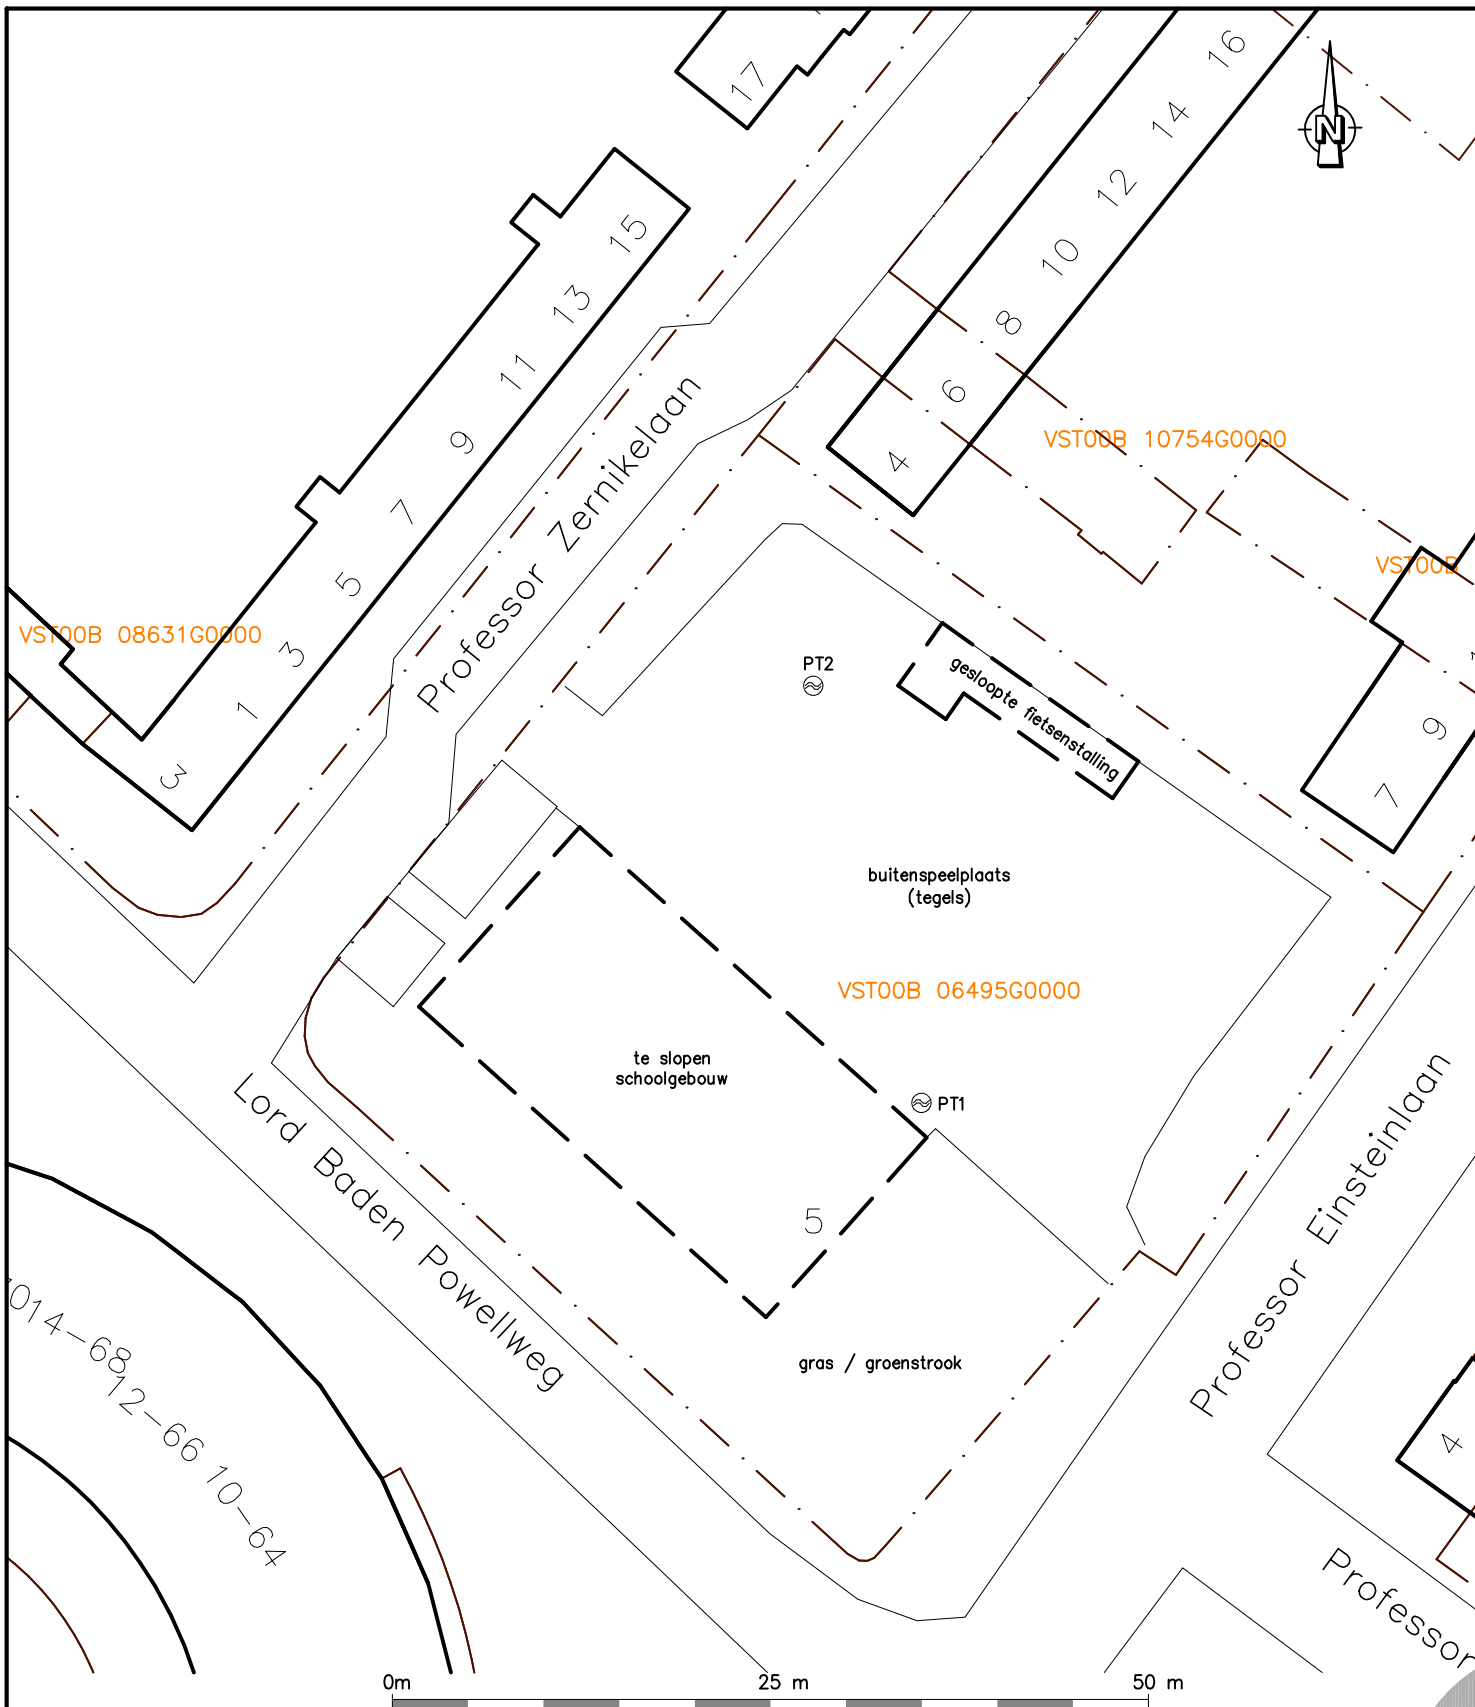 16
17
14
N
12
15
10
13
8
11
6
Professor Zernikelaan
9
VST00B 10754G0000
4
7
VST00B
5
VST00B 08631G0000
3
PT2
gesloopte fietsenstalling
1
9
3
7
buitenspeelplaats
(tegels)
VST00B 06495G0000
te slopen
schoolgebouw
PT1
Lord Baden Powellweg
5
Professor Einsteinlaan
014-68
12-66
10-64
gras / groenstrook
4
Professor
0m
25 m
50 m